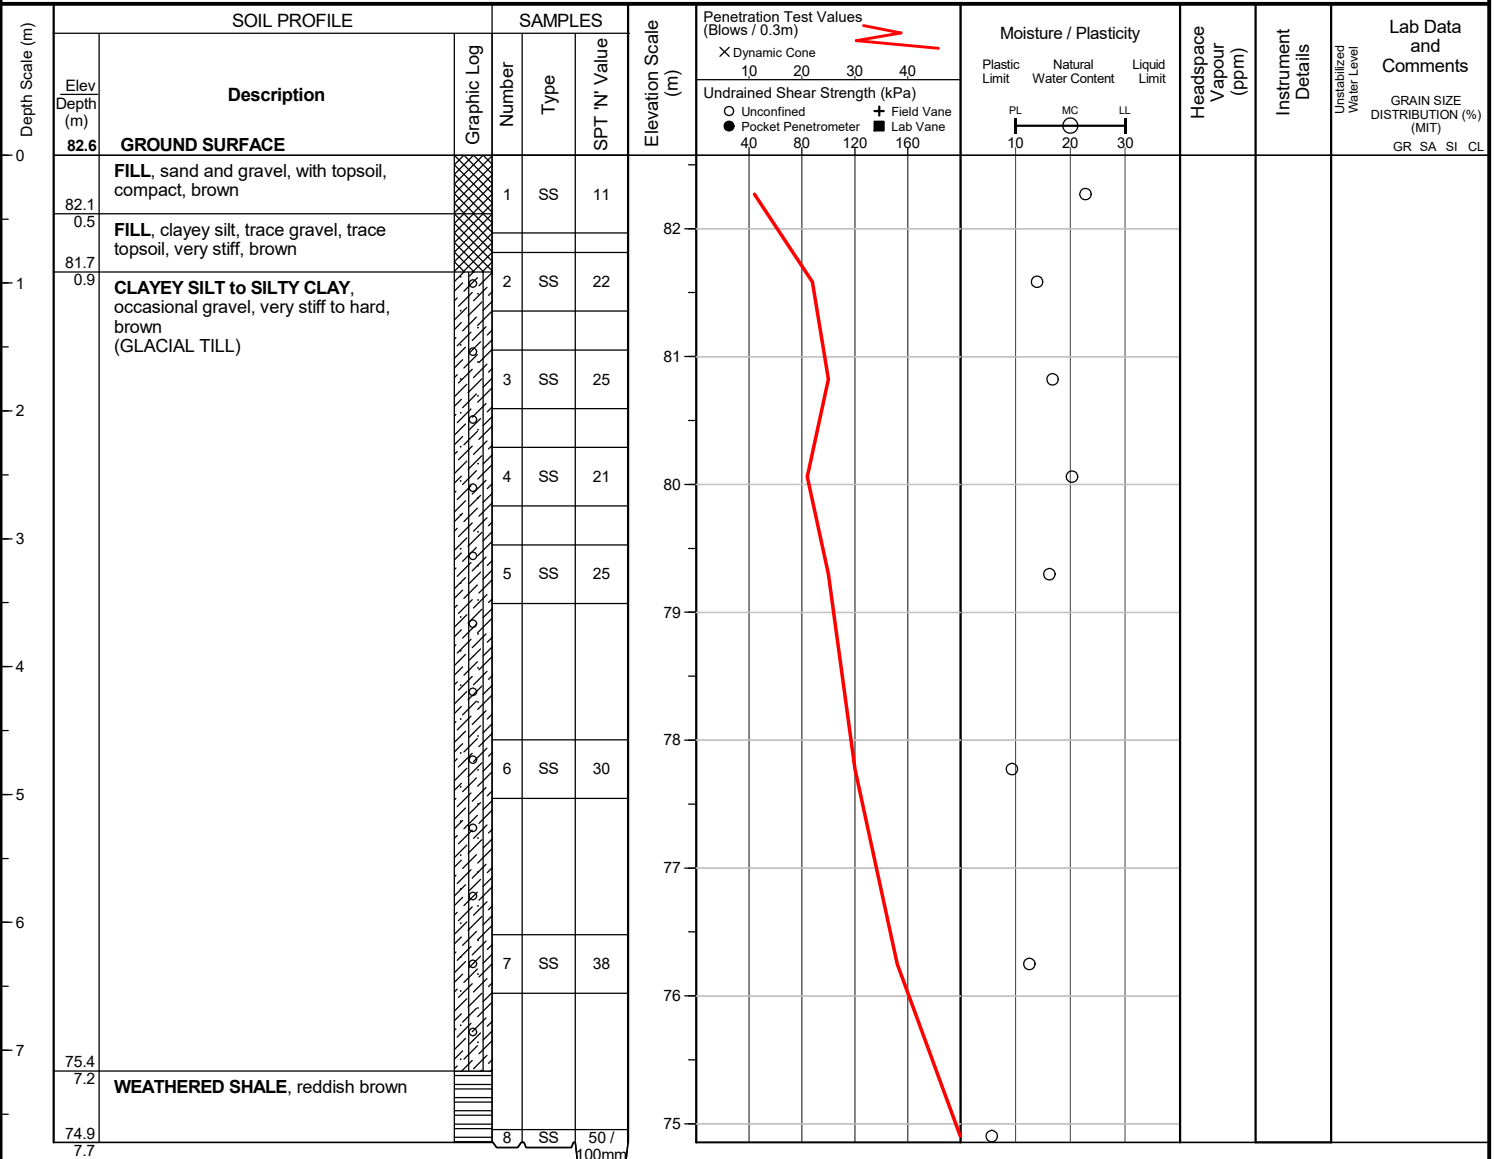 SOIL PROFILE
SAMPLES
Depth Scale (m)
Elev
Depth
(m)
Description
Graphic Log
Number
Type
SPT 'N' Value
Elevation Scale
(m)
Penetration Test Values
(Blows / 0.3m)
× Dynamic Cone
10 20 30 40
Undrained Shear Strength (kPa)
Unconfined
Field Vane
Pocket Penetrometer
Lab Vane
40 80 120 160
Moisture / Plasticity
Plastic
Limit
Natural
Water Content
Liquid
Limit
PL MC LL
10 20 30
Headspace
Vapour
(ppm)
Instrument
Details
Unstabilized
Water Level
Lab Data
and
Comments
GRAIN SIZE
DISTRIBUTION (%)
(MIT)
GR SA SI CL
82.6 GROUND SURFACE
0
FILL, sand and gravel, with topsoil,
compact, brown
82.1
0.5
1 SS 11
FILL, clayey silt, trace gravel, trace
topsoil, very stiff, brown
81.7
0.9
82
1
CLAYEY SILT to SILTY CLAY,
occasional gravel, very stiff to hard,
brown
(GLACIAL TILL)
2 SS 22
81
3 SS 25
2
4 SS 21
80
3
5 SS 25
79
4
78
6 SS 30
5
77
6
7 SS 38
76
7
75.4
7.2
WEATHERED SHALE, reddish brown
75
74.9
7.7
8 SS 50 /
100mm